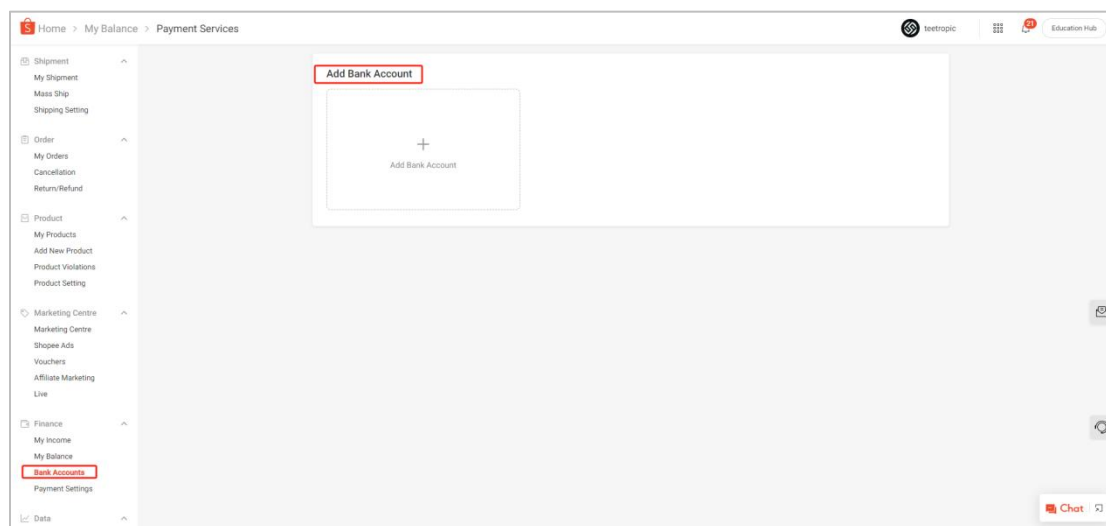 Home > My Balance > Payment Services
teetropic
21
Education Hub
Shipment
My Shipment
Mass Ship
Shipping Setting
Order
My Orders
Cancellation
Return/Refund
Product
My Products
Add New Product
Product Violations
Product Setting
Marketing Centre
Marketing Centre
Shopee Ads
Vouchers
Affiliate Marketing
Live
Finance
My Income
My Balance
Bank Accounts
Payment Settings
Data
Add Bank Account
Add Bank Account
Chat